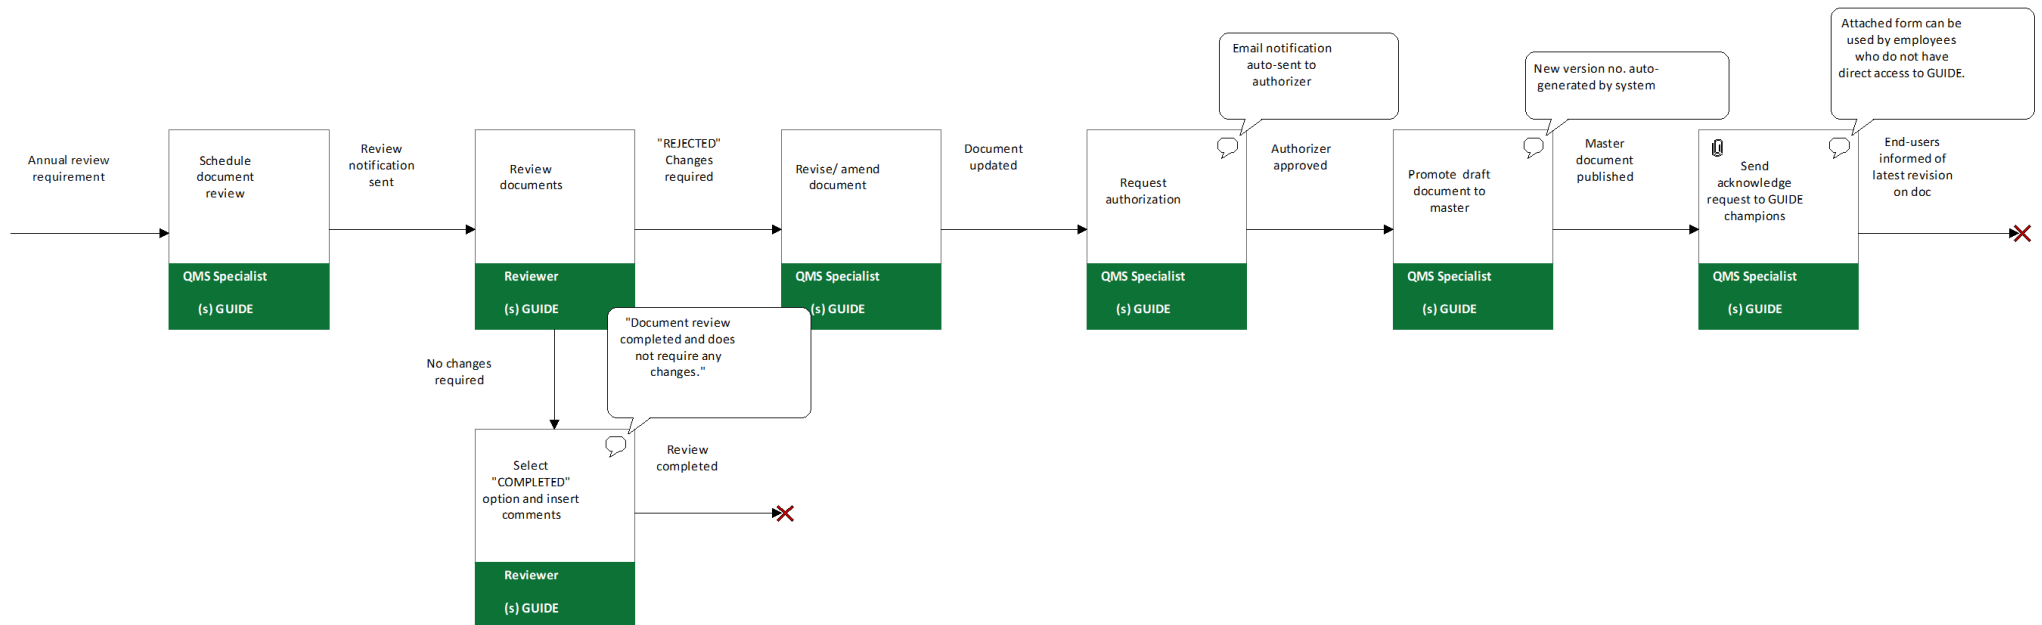 Annual review
requirement
Schedule
document
review
QMS Specialist
(s) GUIDE
Review
notification
sent
Review
documents
Reviewer
(s) GUIDE
"REJECTED"
Changes
required
Revise/ amend
document
QMS Specialist
(s) GUIDE
Document
updated
Email notification
auto-sent to
authorizer
Request
authorization
QMS Specialist
(s) GUIDE
Authorizer
approved
New version no. auto-
generated by system
Promote draft
document to
master
QMS Specialist
(s) GUIDE
Master
document
published
Attached form can be
used by employees
who do not have
direct access to GUIDE.
Send
acknowledge
request to GUIDE
champions
QMS Specialist
(s) GUIDE
End-users
informed of
latest revision
on doc
No changes
required
"Document review
completed and does
not require any
changes."
Select
"COMPLETED"
option and insert
comments
Reviewer
(s) GUIDE
Review
completed